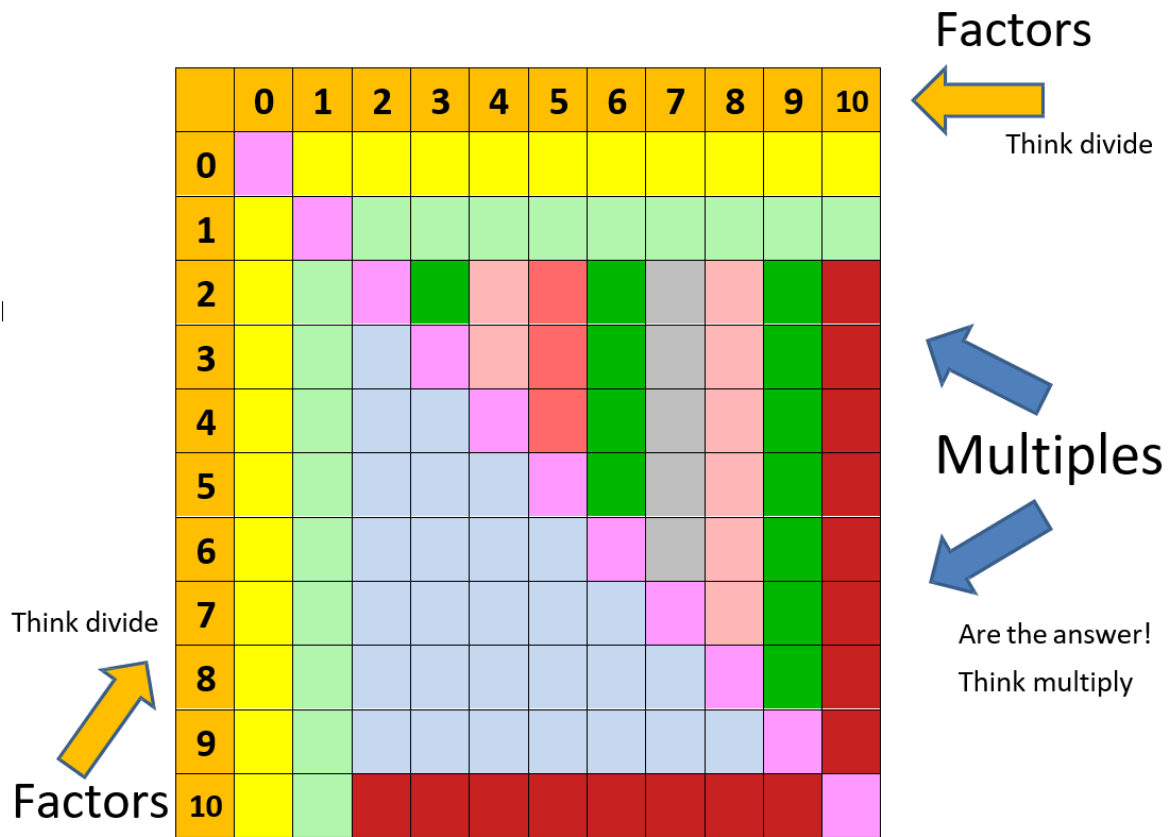 Factors
Think divide
0 1 2 3 4 5 6 7 8 9 10
0
1
2
3
4
5
6
7
8
9
10
Multiples
Are the answer!
Think multiply
Think divide
Factors